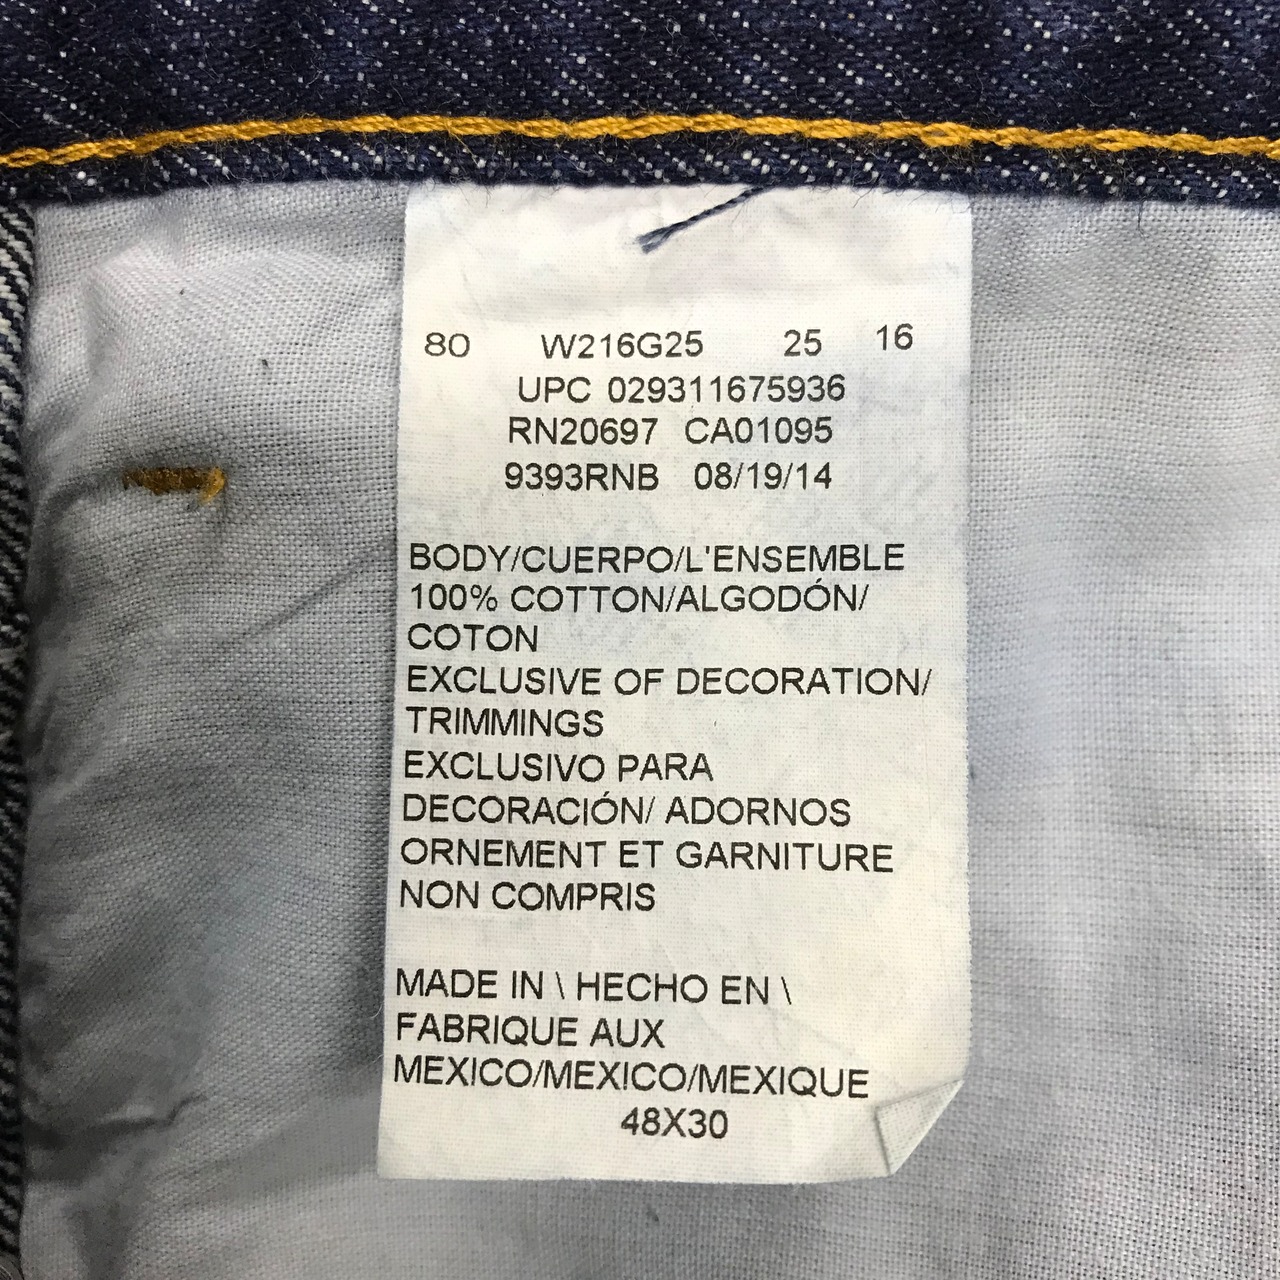 80 W216G25 25 16
UPC 029311675936
RN20697 CA01095
9393RNB 08/19/14
BODY/CUERPO/L'ENSEMBLE
100% COTTON/ALGODÓN/
COTON
EXCLUSIVE OF DECORATION/
TRIMMINGS
EXCLUSIVO PARA
DECORACIÓN/ ADORNOS
ORNEMENT ET GARNITURE
NON COMPRIS
MADE IN \ HECHO EN \
FABRIQUE AUX
MEXICO/MEXICO/MEXIQUE
48X30